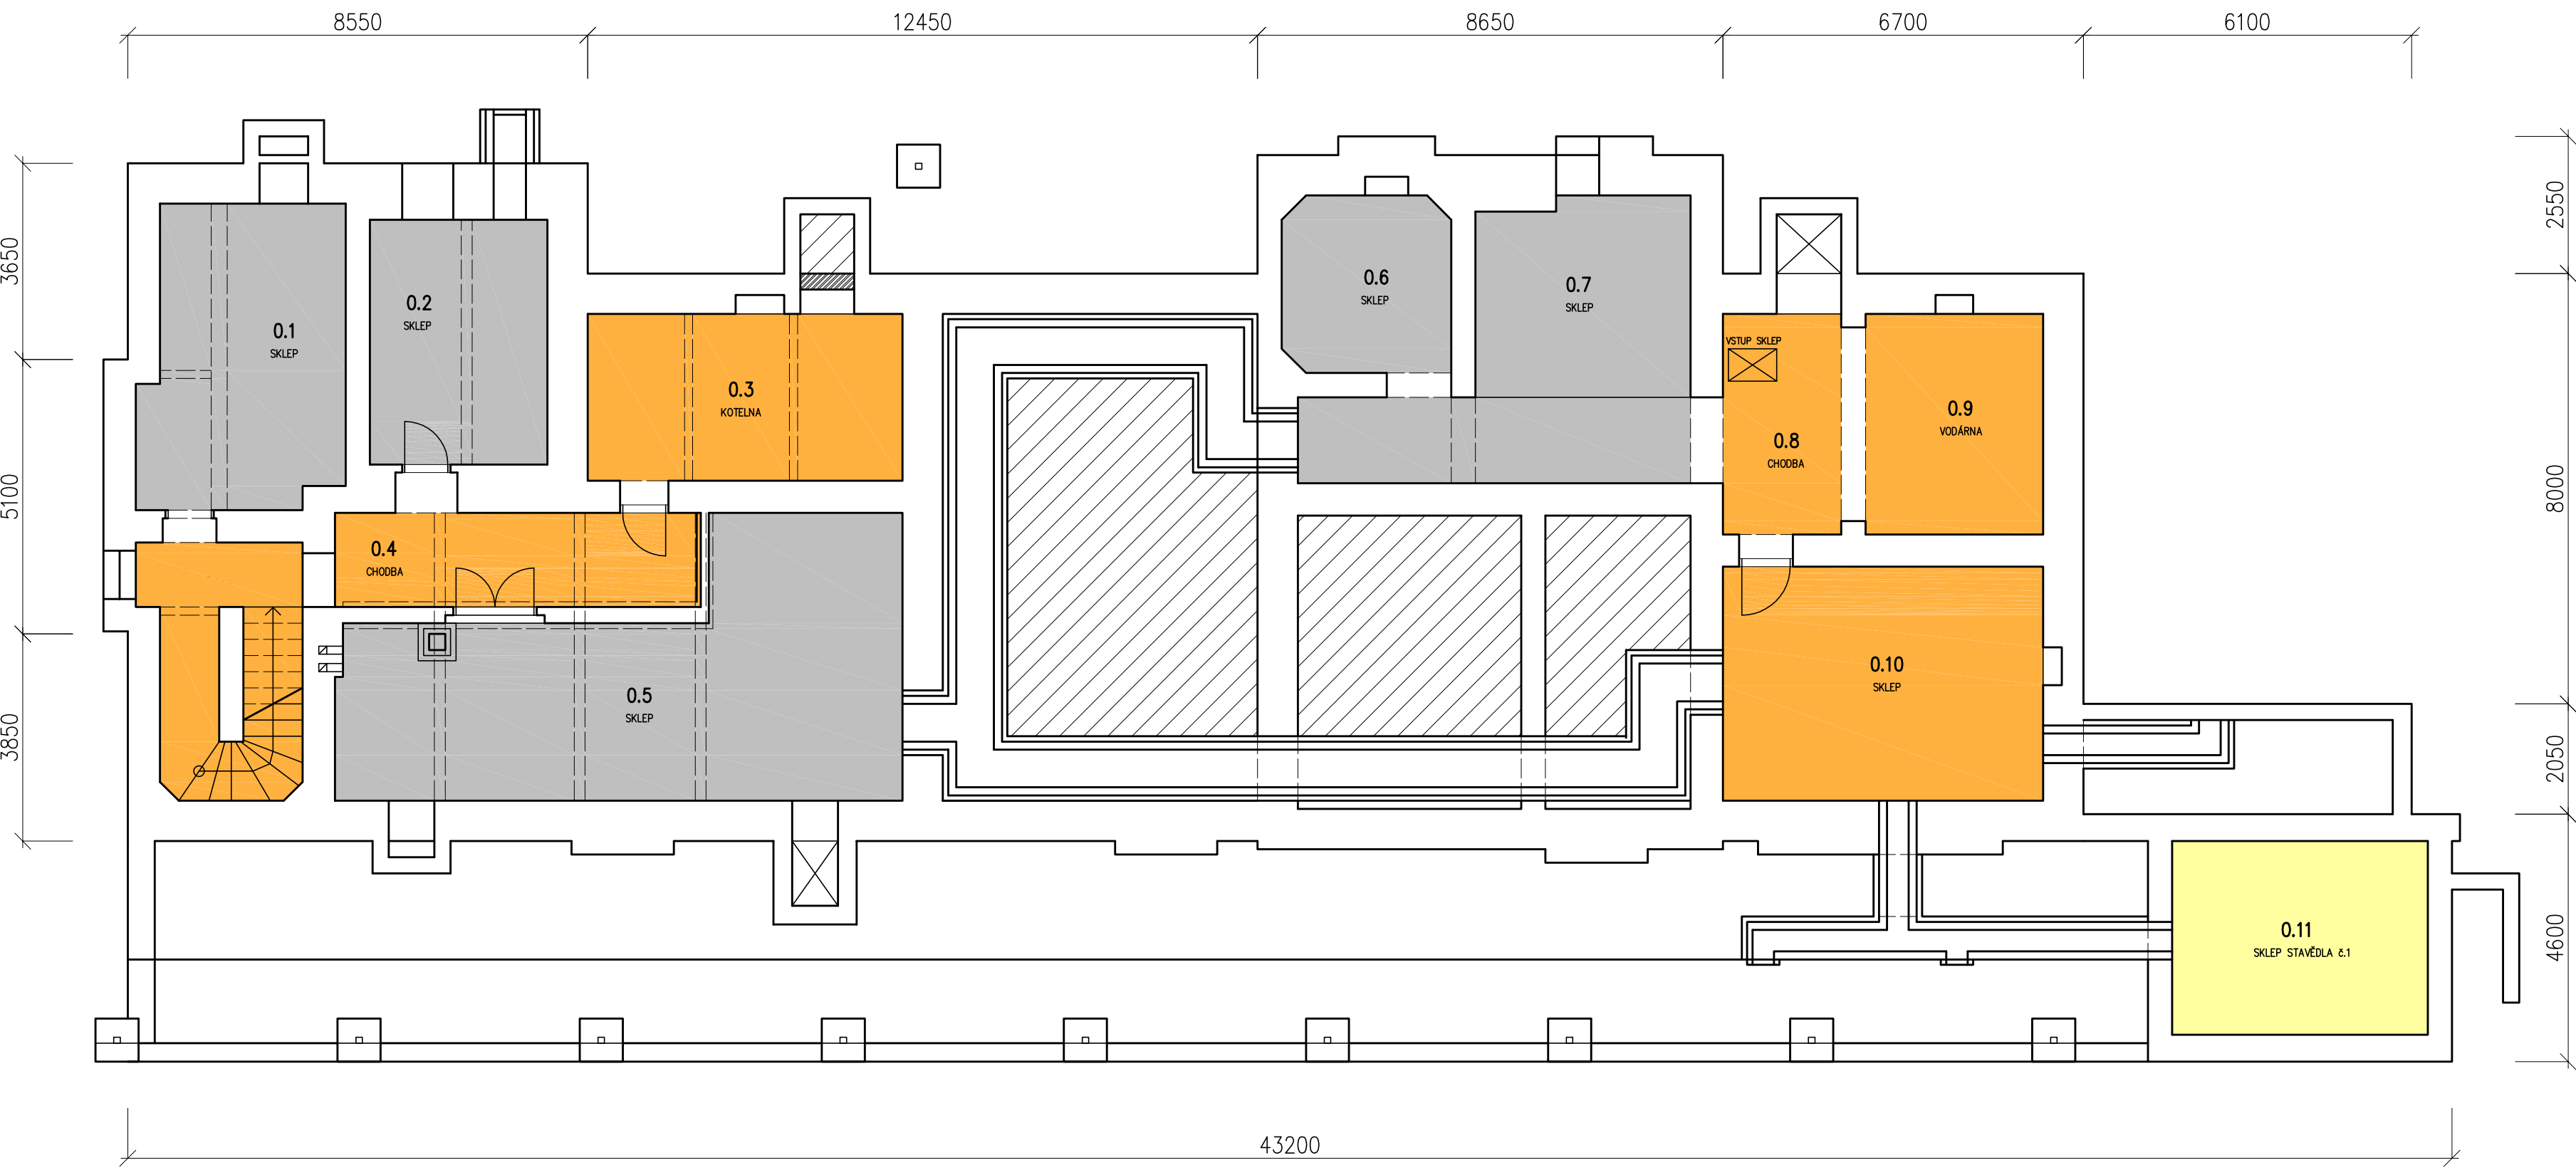 8550
12450
8650
6700
6100
3650
5100
3850
2550
8000
2050
4600
0.1
SKLEP
0.2
SKLEP
0.3
KOTELNA
0.4
CHODBA
0.5
SKLEP
0.6
SKLEP
0.7
SKLEP
VSTUP SKLEP
0.8
CHODBA
0.9
VODÁRNA
0.10
SKLEP
0.11
SKLEP STAVĚDLA č.1
43200